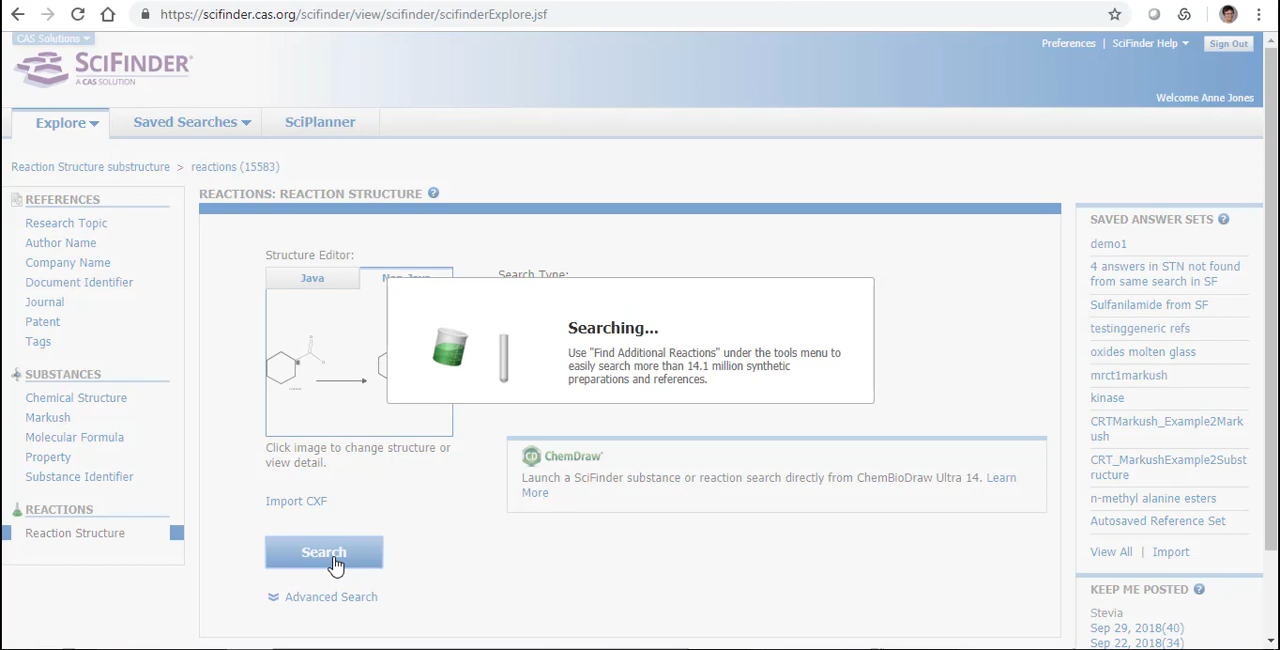 https://scifinder.cas.org/scifinder/view/scifinder/scifinderExplore.jsf
CAS Solutions
Preferences | SciFinder Help
Sign Out
SCIFINDER
A CAS SOLUTION
Welcome Anne Jones
Explore
Saved Searches
SciPlanner
Reaction Structure substructure > reactions (15583)
REFERENCES
Research Topic
Author Name
Company Name
Document Identifier
Journal
Patent
Tags
SUBSTANCES
Chemical Structure
Markush
Molecular Formula
Property
Substance Identifier
REACTIONS
Reaction Structure
REACTIONS: REACTION STRUCTURE ?
Structure Editor:
Java
Non-Java
Search Type:
Searching...
Use "Find Additional Reactions" under the tools menu to
easily search more than 14.1 million synthetic
preparations and references.
Click image to change structure or
view detail.
Import CXF
CD ChemDraw
Launch a SciFinder substance or reaction search directly from ChemBioDraw Ultra 14. Learn
More
Search
Advanced Search
SAVED ANSWER SETS ?
demo1
4 answers in STN not found
from same search in SF
Sulfanilamide from SF
testinggeneric refs
oxides molten glass
mrct1markush
kinase
CRTMarkush_Example2Mark
ush
CRT_MarkushExample2Subst
ructure
n-methyl alanine esters
Autosaved Reference Set
View All | Import
KEEP ME POSTED ?
Stevia
Sep 29, 2018(40)
Sep 22, 2018(34)